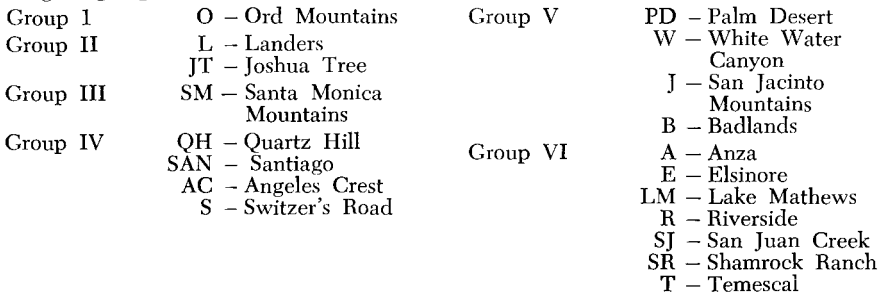 Group 1 O – Ord Mountains
Group II L – Landers
JT – Joshua Tree
Group III SM – Santa Monica
Mountains
Group IV QH – Quartz Hill
SAN – Santiago
AC – Angeles Crest
S – Switzer's Road
Group V PD – Palm Desert
W – White Water
Canyon
J – San Jacinto
Mountains
B – Badlands
Group VI A – Anza
E – Elsinore
LM – Lake Mathews
R – Riverside
SJ – San Juan Creek
SR – Shamrock Ranch
T – Temescal